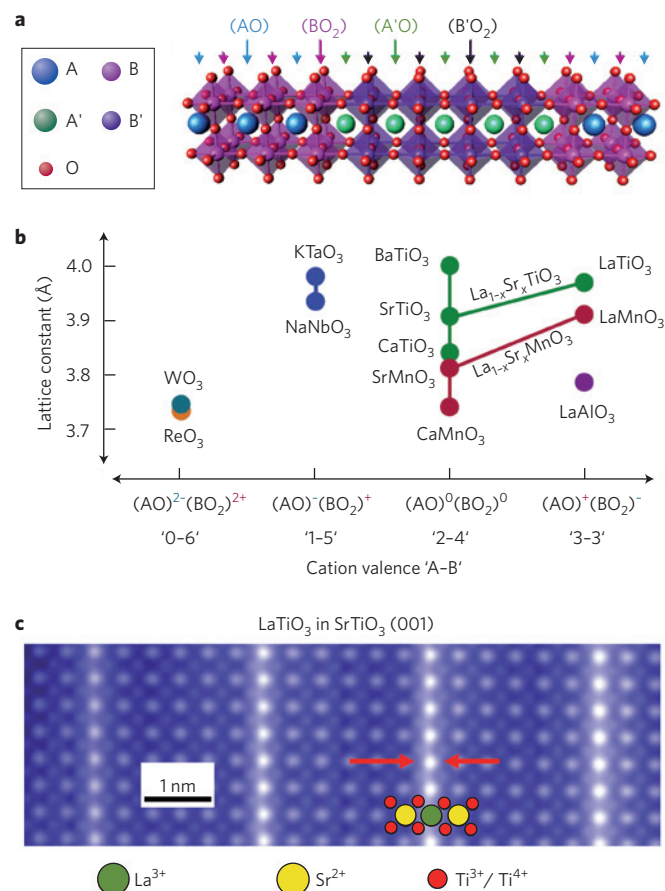 a
(AO) (BO₂) (A'O) (B'O₂)
A B
A' B'
O
b
Lattice constant (Å)
4.0
3.9
3.8
3.7
KTaO₃
NaNbO₃
WO₃
ReO₃
BaTiO₃
SrTiO₃
CaTiO₃
SrMnO₃
CaMnO₃
La₁₋ₓSrₓTiO₃
La₁₋ₓSrₓMnO₃
LaTiO₃
LaMnO₃
LaAlO₃
(AO)²⁻(BO₂)²⁺ (AO)⁻(BO₂)⁺ (AO)⁰(BO₂)⁰ (AO)⁺(BO₂)⁻
'0–6' '1–5' '2–4' '3–3'
Cation valence 'A–B'
c
LaTiO₃ in SrTiO₃ (001)
1 nm
La³⁺ Sr²⁺ Ti³⁺/ Ti⁴⁺